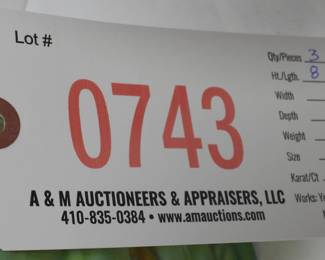 Lot #
0743
A & M AUCTIONEERS & APPRAISERS, LLC
410-835-0384 • www.amauctions.com
Qty/Pieces 3
Ht./Lgth. 8
Width
Depth
Weight
Size
Karat/Ct.
Works: